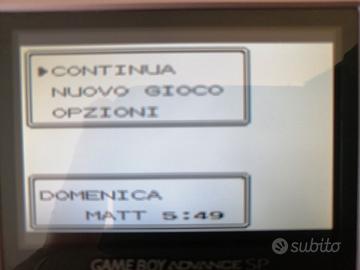 ▶CONTINUA
NUOVO GIOCO
OPZIONI
DOMENICA
MATT 5:49
GAME BOY ADVANCE SP
subito